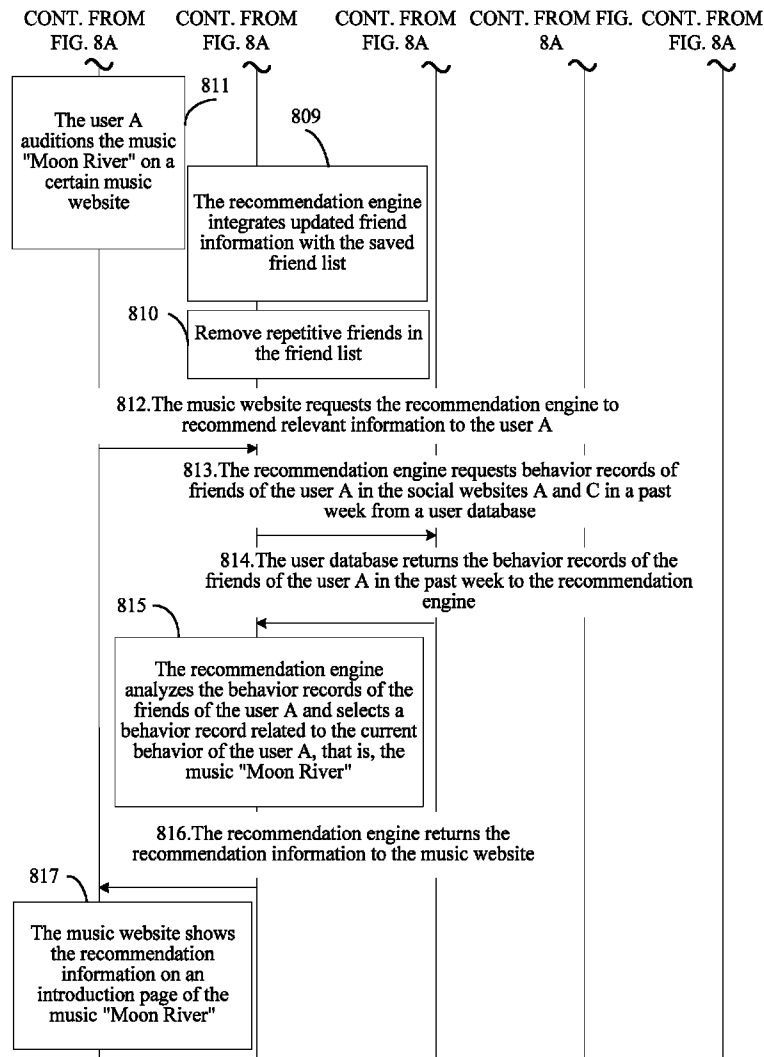 CONT. FROM
FIG. 8A
CONT. FROM
FIG. 8A
CONT. FROM
FIG. 8A
CONT. FROM FIG.
8A
CONT. FROM
FIG. 8A
811
The user A
auditions the music
"Moon River" on a
certain music
website
809
The recommendation engine
integrates updated friend
information with the saved
friend list
810
Remove repetitive friends in
the friend list
812.The music website requests the recommendation engine to
recommend relevant information to the user A
813.The recommendation engine requests behavior records of
friends of the user A in the social websites A and C in a past
week from a user database
814.The user database returns the behavior records of the
friends of the user A in the past week to the recommendation
engine
815
The recommendation engine
analyzes the behavior records of the
friends of the user A and selects a
behavior record related to the current
behavior of the user A, that is, the
music "Moon River"
816.The recommendation engine returns the
recommendation information to the music website
817
The music website shows
the recommendation
information on an
introduction page of the
music "Moon River"